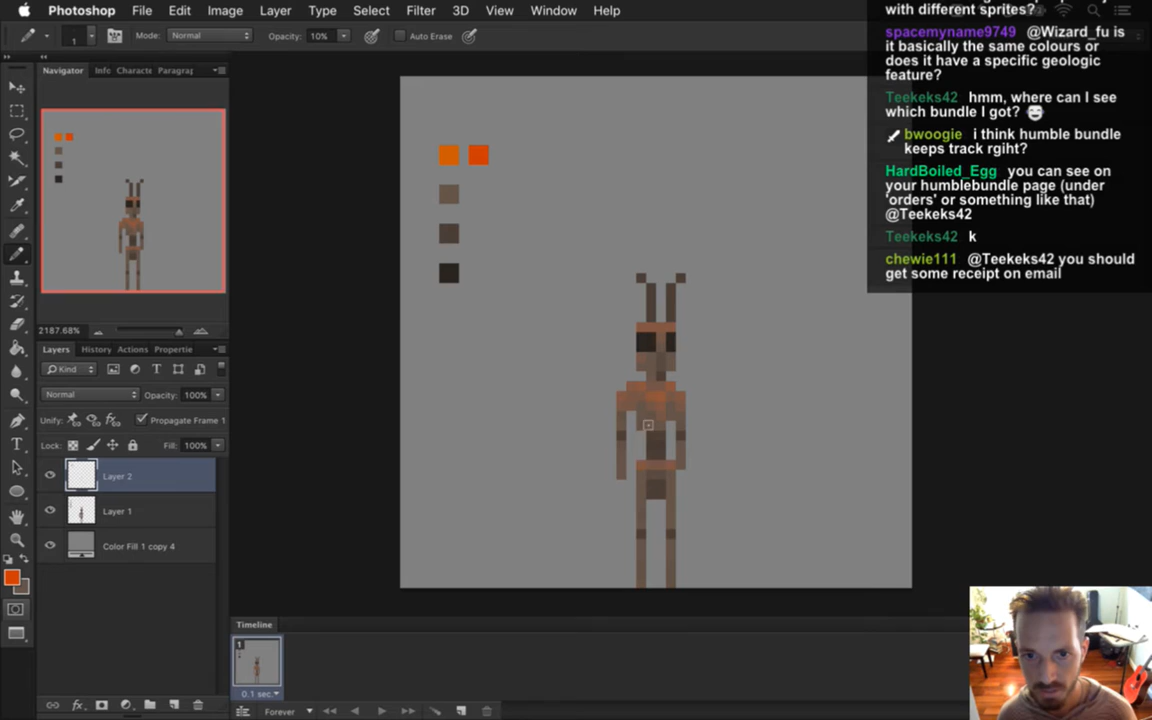 Photoshop File Edit Image Layer Type Select Filter 3D View Window Help
1 Mode: Normal Opacity: 10% Auto Erase
Navigator Info Characte Paragrap
2187.68%
Layers History Actions Propertie
Kind
Normal Opacity: 100%
Unify: Propagate Frame 1
Lock: Fill: 100%
Layer 2
Layer 1
Color Fill 1 copy 4
Timeline
1
0.1 sec.
Forever
with different sprites?
spacemyname9749 @Wizard_fu is
it basically the same colours or
does it have a specific geologic
feature?
Teekeks42 hmm, where can I see
which bundle I got?
bwoogie i think humble bundle
keeps track rgiht?
HardBoiled_Egg you can see on
your humblebundle page (under
'orders' or something like that)
@Teekeks42
Teekeks42 k
chewie111 @Teekeks42 you should
get some receipt on email